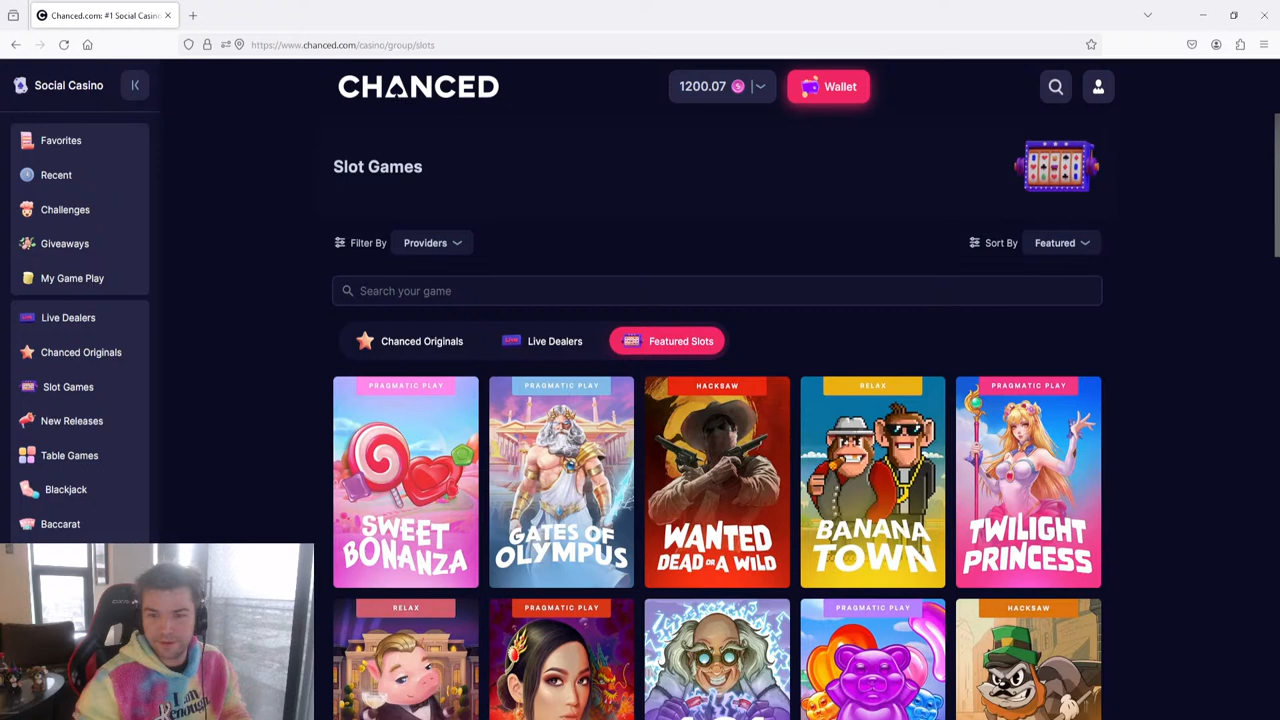 Chanced.com: #1 Social Casino
https://www.chanced.com/casino/group/slots
Social Casino
CHANCED
1200.07
Wallet
Favorites
Recent
Challenges
Giveaways
My Game Play
Live Dealers
Chanced Originals
Slot Games
New Releases
Table Games
Blackjack
Baccarat
Slot Games
Filter By
Providers
Sort By
Featured
Search your game
Chanced Originals
LIVE
Live Dealers
Featured Slots
PRAGMATIC PLAY
SWEET
BONANZA
PRAGMATIC PLAY
GATES OF
OLYMPUS
HACKSAW
WANTED
DEAD OR A WILD
RELAX
BANANA
TOWN
PRAGMATIC PLAY
TWILIGHT
PRINCESS
RELAX
PRAGMATIC PLAY
PRAGMATIC PLAY
HACKSAW
I am
enough